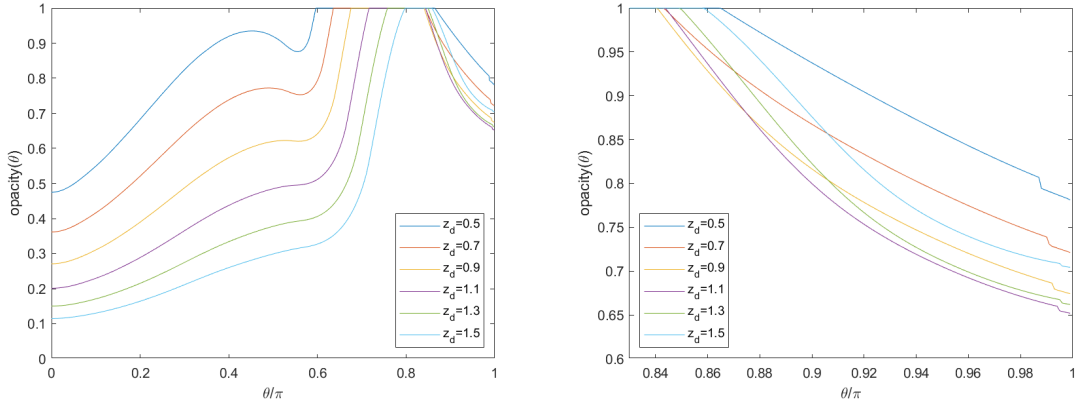 1
0.9
0.8
0.7
0.6
0.5
0.4
0.3
0.2
0.1
0
opacity(θ)
0
0.2
0.4
0.6
0.8
1
θ/π
z_d=0.5
z_d=0.7
z_d=0.9
z_d=1.1
z_d=1.3
z_d=1.5
1
0.95
0.9
0.85
0.8
0.75
0.7
0.65
0.6
opacity(θ)
0.84
0.86
0.88
0.9
0.92
0.94
0.96
0.98
1
θ/π
z_d=0.5
z_d=0.7
z_d=0.9
z_d=1.1
z_d=1.3
z_d=1.5